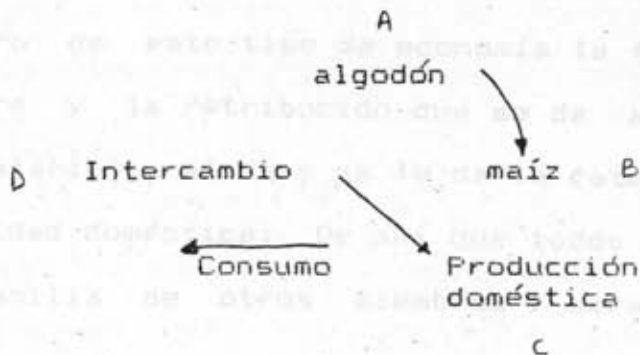 A
algodón
D Intercambio maíz B
Consumo Producción
doméstica
C